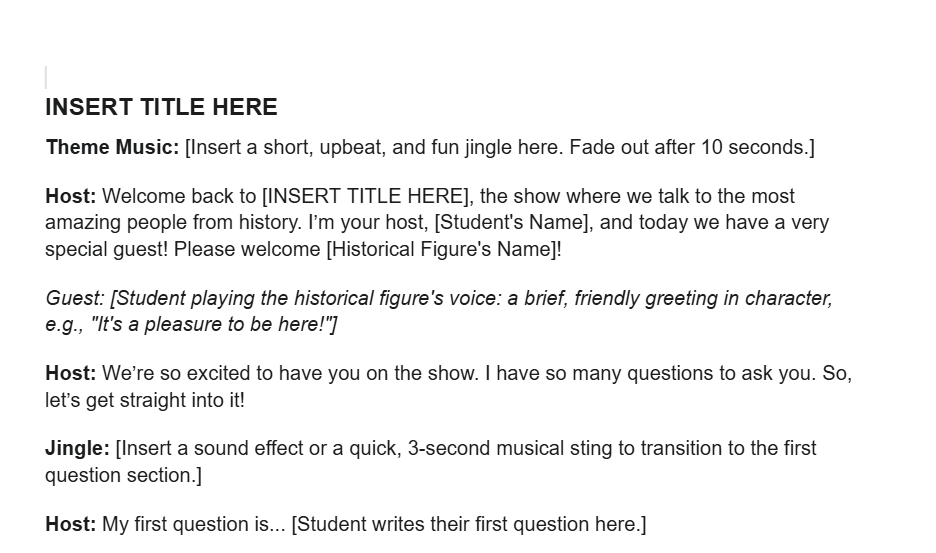 INSERT TITLE HERE
Theme Music: [Insert a short, upbeat, and fun jingle here. Fade out after 10 seconds.]
Host: Welcome back to [INSERT TITLE HERE], the show where we talk to the most
amazing people from history. I’m your host, [Student's Name], and today we have a very
special guest! Please welcome [Historical Figure's Name]!
Guest: [Student playing the historical figure's voice: a brief, friendly greeting in character,
e.g., "It's a pleasure to be here!"]
Host: We’re so excited to have you on the show. I have so many questions to ask you. So,
let’s get straight into it!
Jingle: [Insert a sound effect or a quick, 3-second musical sting to transition to the first
question section.]
Host: My first question is... [Student writes their first question here.]